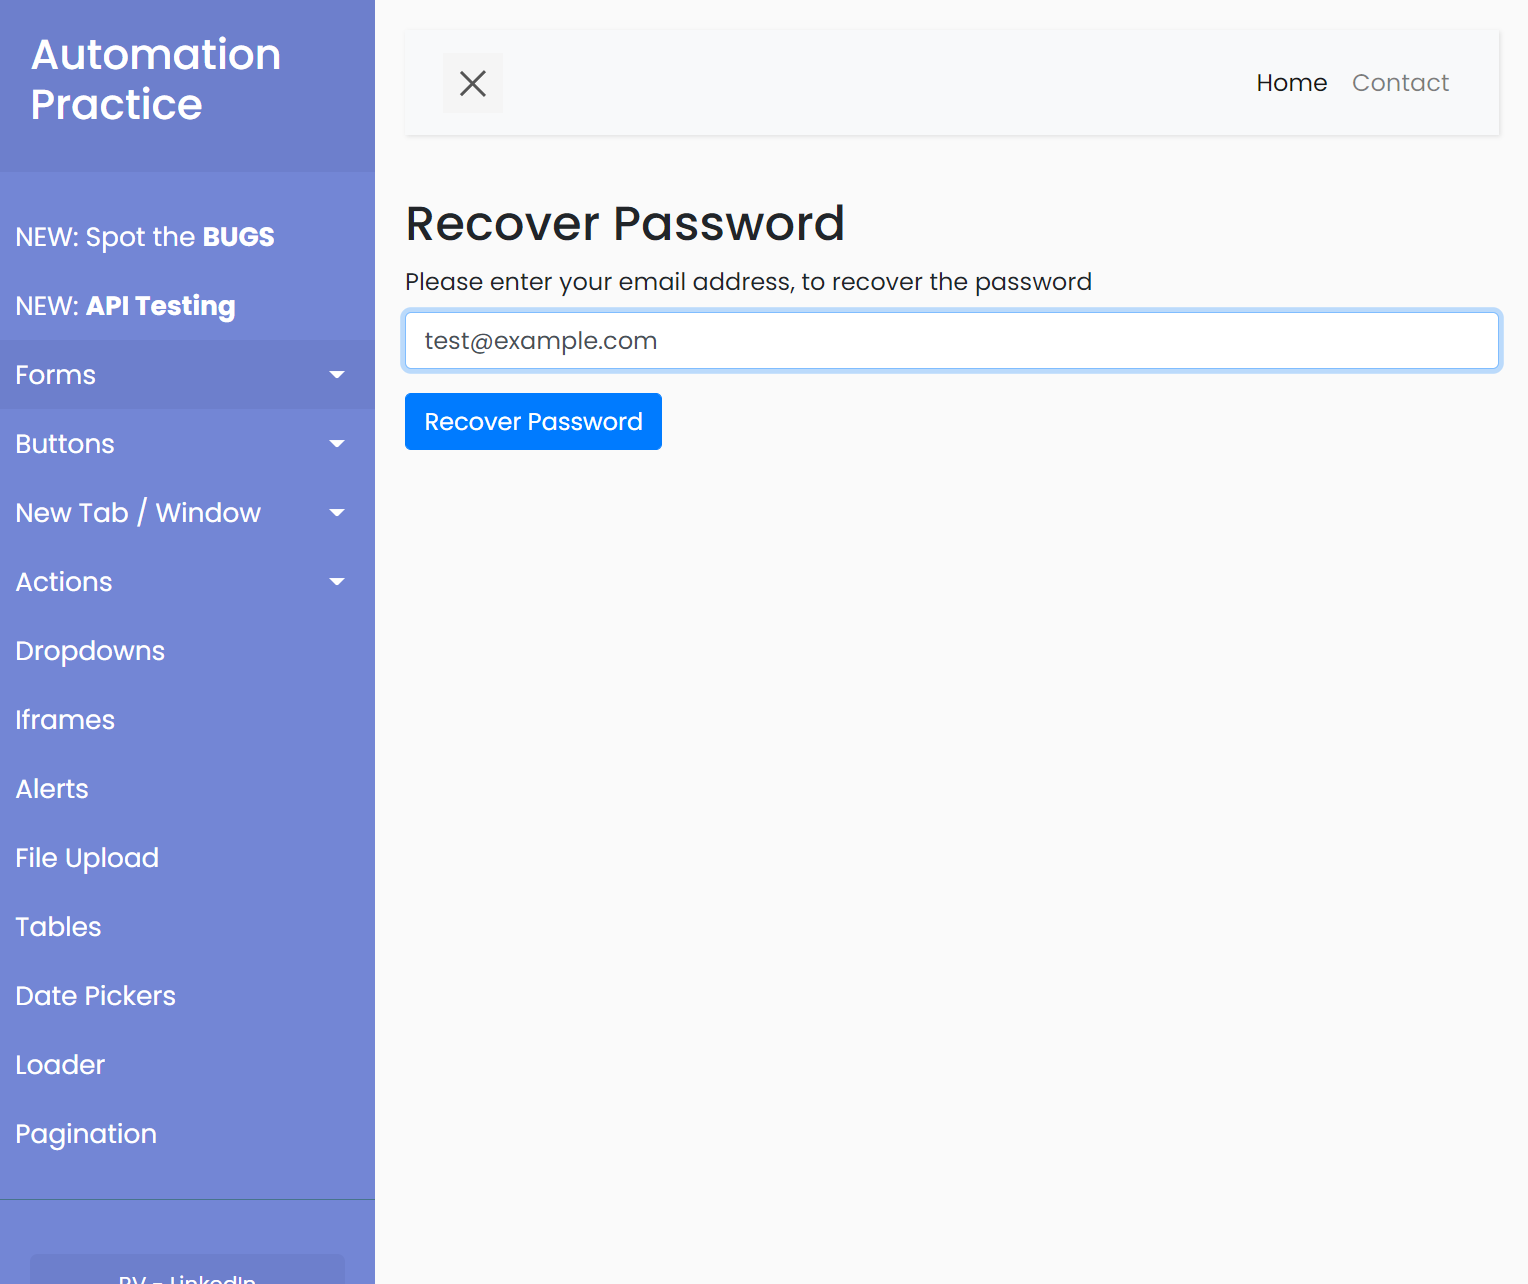 Automation
Practice
NEW: Spot the BUGS
NEW: API Testing
Forms
Buttons
New Tab / Window
Actions
Dropdowns
Iframes
Alerts
File Upload
Tables
Date Pickers
Loader
Pagination
RV - LinkedIn
Home Contact
Recover Password
Please enter your email address, to recover the password
test@example.com
Recover Password